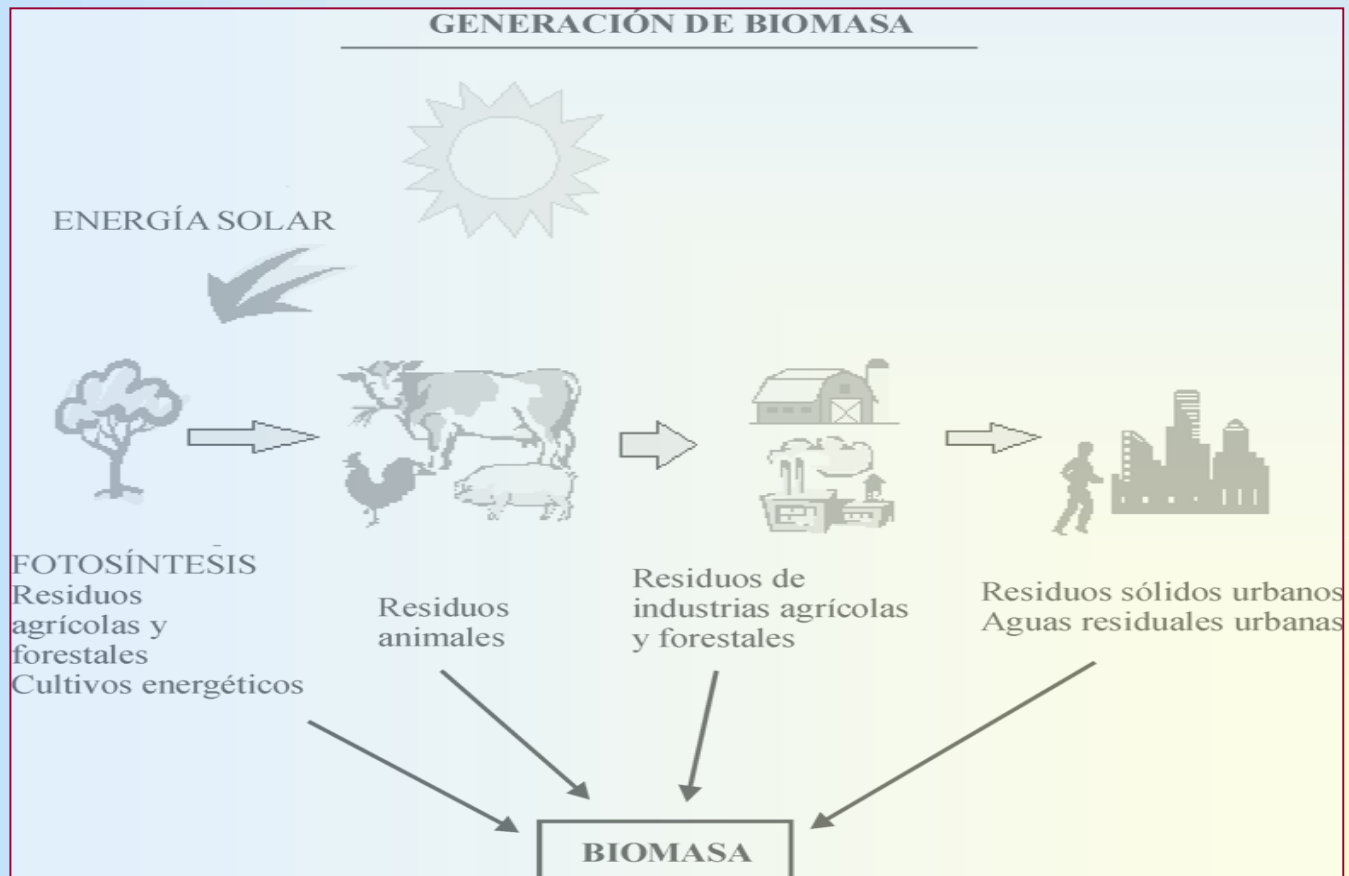 GENERACIÓN DE BIOMASA
ENERGÍA SOLAR
FOTOSÍNTESIS
Residuos
agrícolas y
forestales
Cultivos energéticos
Residuos
animales
Residuos de
industrias agrícolas
y forestales
Residuos sólidos urbanos
Aguas residuales urbanas
BIOMASA